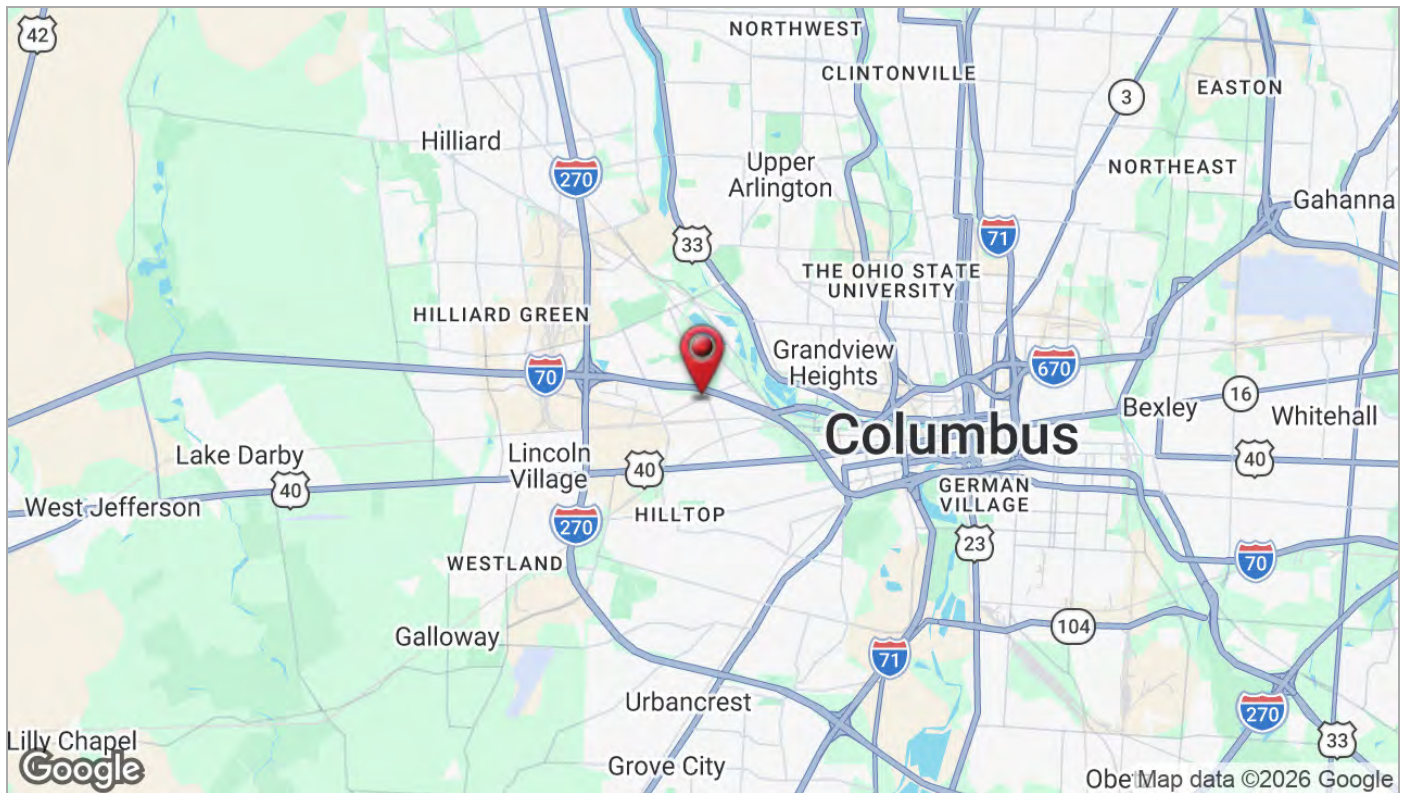 42
NORTHWEST
CLINTONVILLE
3
EASTON
Hilliard
270
Upper
Arlington
NORTHEAST
Gahanna
33
71
THE OHIO STATE
UNIVERSITY
HILLIARD GREEN
70
Grandview
Heights
670
16
Bexley
Whitehall
Columbus
Lake Darby
40
Lincoln
Village
40
40
West Jefferson
HILLTOP
GERMAN
VILLAGE
270
23
WESTLAND
70
Galloway
104
71
Urbancrest
270
Lilly Chapel
33
Grove City
Google
Obe
Map data ©2026 Google